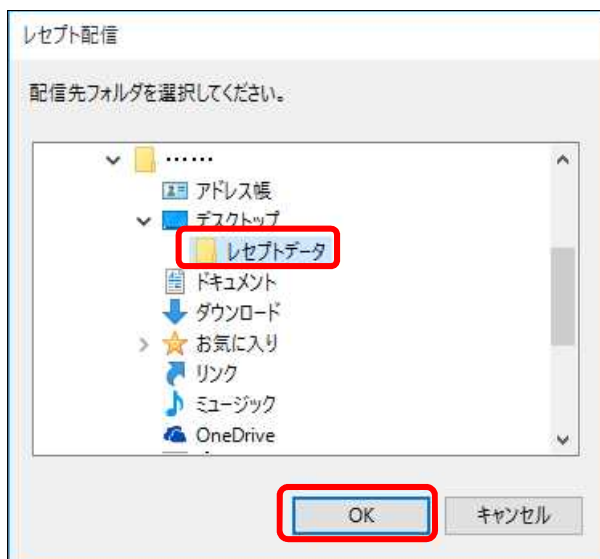 レセプト配信
配信先フォルダを選択してください。
……
アドレス帳
デスクトップ
レセプトデータ
ドキュメント
ダウンロード
お気に入り
リンク
ミュージック
OneDrive
OK
キャンセル